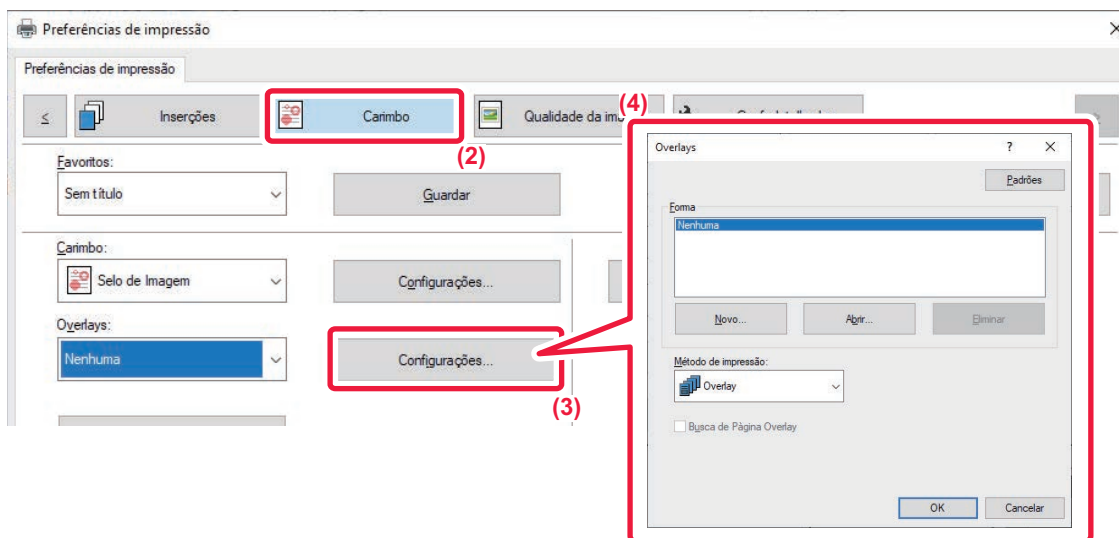 Preferências de impressão
Preferências de impressão
< Inserções Carimbo Qualidade da
(2)
(4)
Favoritos:
Sem título Guardar
Carimbo:
Selo de Imagem Configurações...
Overlays:
Nenhuma Configurações...
(3)
Overlays ? X
Padrões
Forma
Nenhuma
Novo... Abrir... Eliminar
Método de impressão:
Overlay
Busca de Página Overlay
OK Cancelar